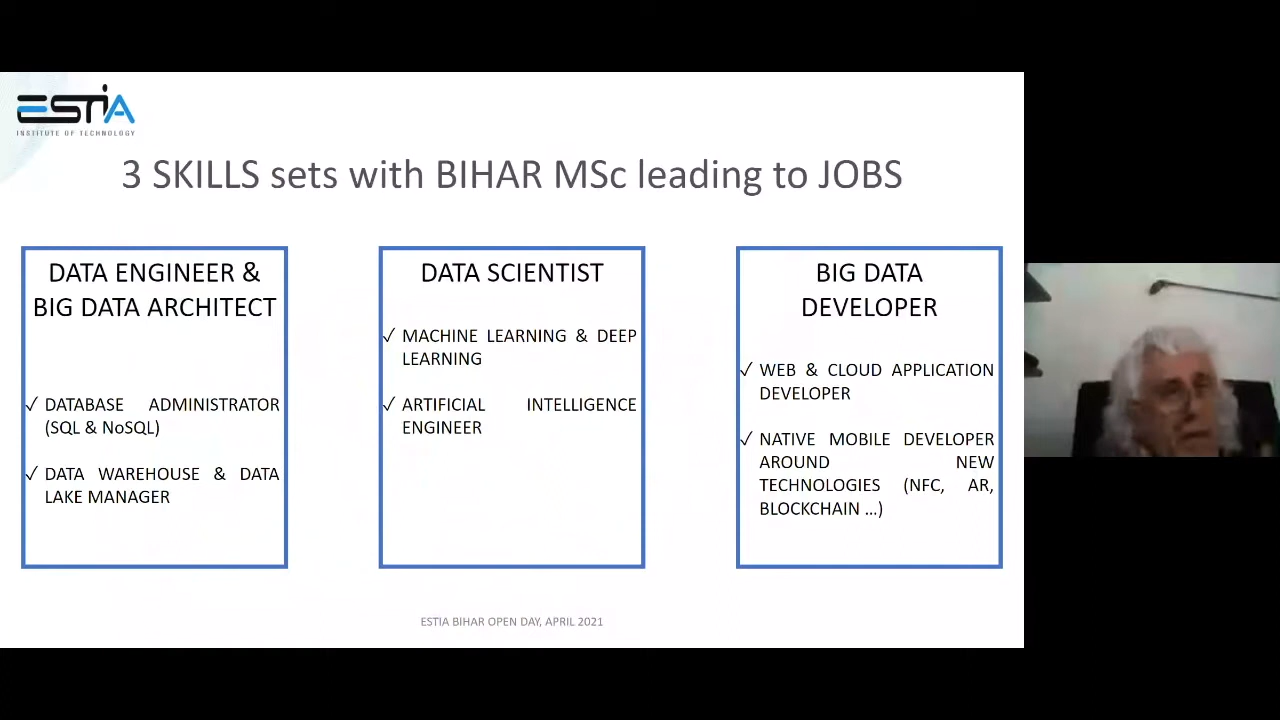 ESTIA
INSTITUTE OF TECHNOLOGY
3 SKILLS sets with BIHAR MSc leading to JOBS
DATA ENGINEER &
BIG DATA ARCHITECT
✓ DATABASE ADMINISTRATOR
(SQL & NoSQL)
✓ DATA WAREHOUSE & DATA
LAKE MANAGER
DATA SCIENTIST
✓ MACHINE LEARNING & DEEP
LEARNING
✓ ARTIFICIAL INTELLIGENCE
ENGINEER
BIG DATA
DEVELOPER
✓ WEB & CLOUD APPLICATION
DEVELOPER
✓ NATIVE MOBILE DEVELOPER
AROUND NEW
TECHNOLOGIES (NFC, AR,
BLOCKCHAIN ...)
ESTIA BIHAR OPEN DAY, APRIL 2021